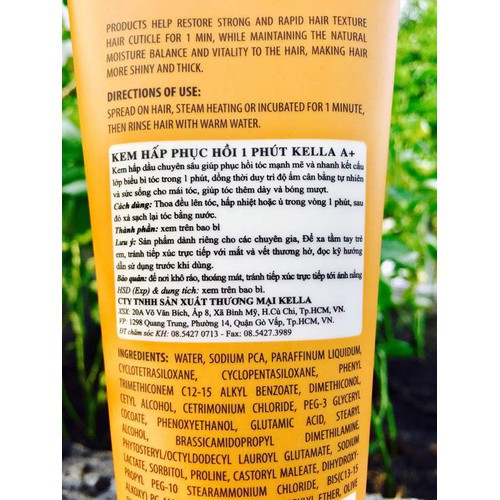 PRODUCTS HELP RESTORE STRONG AND RAPID HAIR TEXTURE
HAIR CUTICLE FOR 1 MIN, WHILE MAINTAINING THE NATURAL
MOISTURE BALANCE AND VITALITY TO THE HAIR, MAKING HAIR
MORE SHINY AND THICK.
DIRECTIONS OF USE:
SPREAD ON HAIR, STEAM HEATING OR INCUBATED FOR 1 MINUTE,
THEN RINSE HAIR WITH WARM WATER.
KEM HẤP PHỤC HỒI 1 PHÚT KELLA A+
Kem hấp dầu chuyên sâu giúp phục hồi tóc mạnh mẽ và nhanh kết cấu
lớp biểu bì tóc trong 1 phút, đồng thời duy trì độ ẩm cân bằng tự nhiên
và sức sống cho mái tóc, giúp tóc thêm dày và bóng mượt.
Cách dùng: Thoa đều lên tóc, hấp nhiệt hoặc ủ trong vòng 1 phút, sau
đó xả sạch lại tóc bằng nước.
Thành phần: xem trên bao bì
Lưu ý: Sản phẩm dành riêng cho các chuyên gia, Để xa tầm tay trẻ
em, tránh tiếp xúc trực tiếp với mắt và vết thương hở, đọc kỹ hướng
dẫn sử dụng trước khi dùng.
Bảo quản: để nơi khô ráo, thoáng mát, tránh tiếp xúc trực tiếp tới ánh nắng
HSD (Exp) & dung tích: xem trên bao bì.
CTY TNHH SẢN XUẤT THƯƠNG MẠI KELLA
XSX: 20A Võ Văn Bích, Ấp 8, Xã Bình Mỹ, H.Củ Chi, Tp.HCM, VN.
VP: 1298 Quang Trung, Phường 14, Quận Gò Vấp, Tp.HCM, VN.
ĐT chăm sóc KH: 08.5427 0713 - Fax: 08.5427.3989
INGREDIENTS: WATER, SODIUM PCA, PARAFFINUM LIQUIDUM,
CYCLOTETRASILOXANE, CYCLOPENTASILOXANE, PHENYL
TRIMETHICONEM C12-15 ALKYL BENZOATE, DIMETHICONOL,
CETYL ALCOHOL, CETRIMONIUM CHLORIDE, PEG-3 GLYCERYL
COCOATE, PHENOXYETHANOL, GLUTAMIC ACID, STEARYL
ALCOHOL, BRASSICAMIDOPROPYL DIMETHILAMINE,
PHYTOSTERYL/OCTYLDODECYL LAUROYL GLUTAMATE, SODIUM
LACTATE, SORBITOL, PROLINE, CASTORYL MALEATE, DIHYDROXY-
PROPYL PEG-10 STEARAMMONIUM CHLORIDE, BIS(C13-15
ETHER, OLIVE